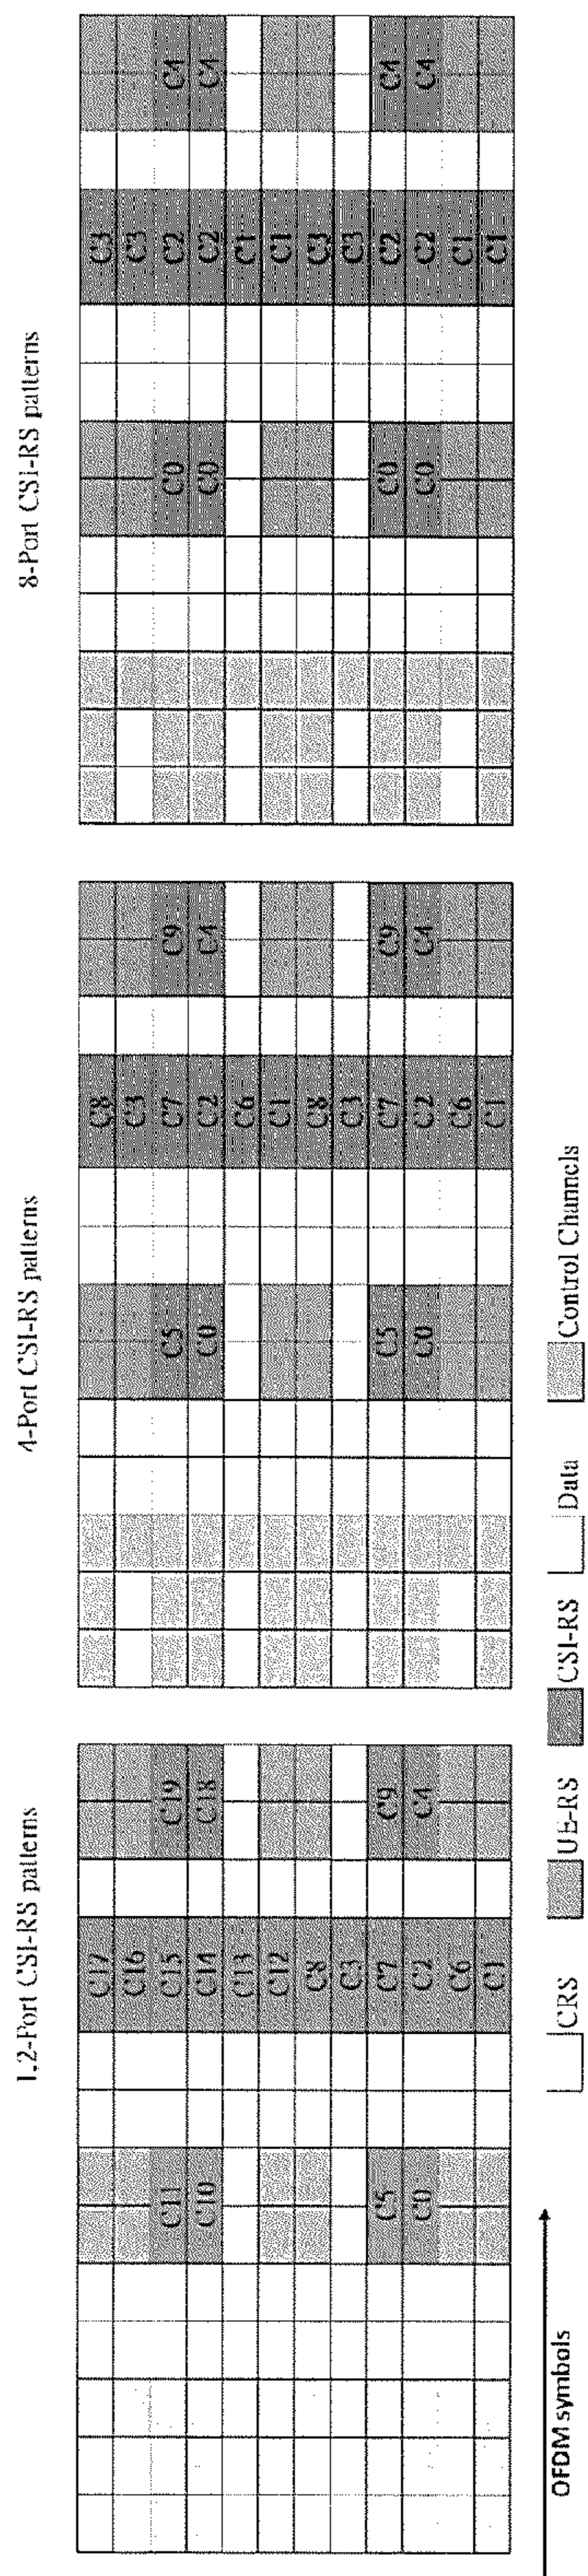 1,2-Port CSI-RS patterns
4-Port CSI-RS patterns
8-Port CSI-RS patterns
C17 C8 C3
C16 C3 C3
C11 C15 C19 C5 C7 C9 C0 C2 C4
C10 C14 C18 C0 C2 C4 C0 C2 C4
C13 C6 C1
C12 C1 C1
C8 C8 C3
C3 C3 C3
C5 C7 C9 C5 C7 C9 C0 C2 C4
C0 C2 C4 C0 C2 C4 C0 C2 C4
C6 C6 C1
C1 C1 C1
OFDM symbols
CRS UE-RS CSI-RS Data Control Channels